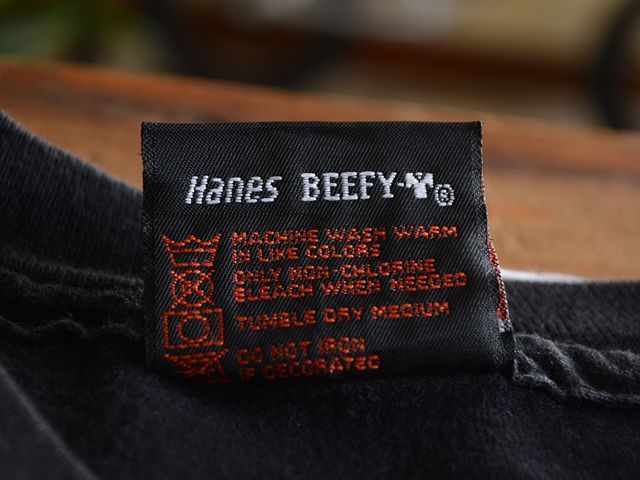 Hanes BEEFY-T®
MACHINE WASH WARM
IN LIKE COLORS
ONLY NON-CHLORINE
BLEACH WHEN NEEDED
TUMBLE DRY MEDIUM
DO NOT IRON
IF DECORATED